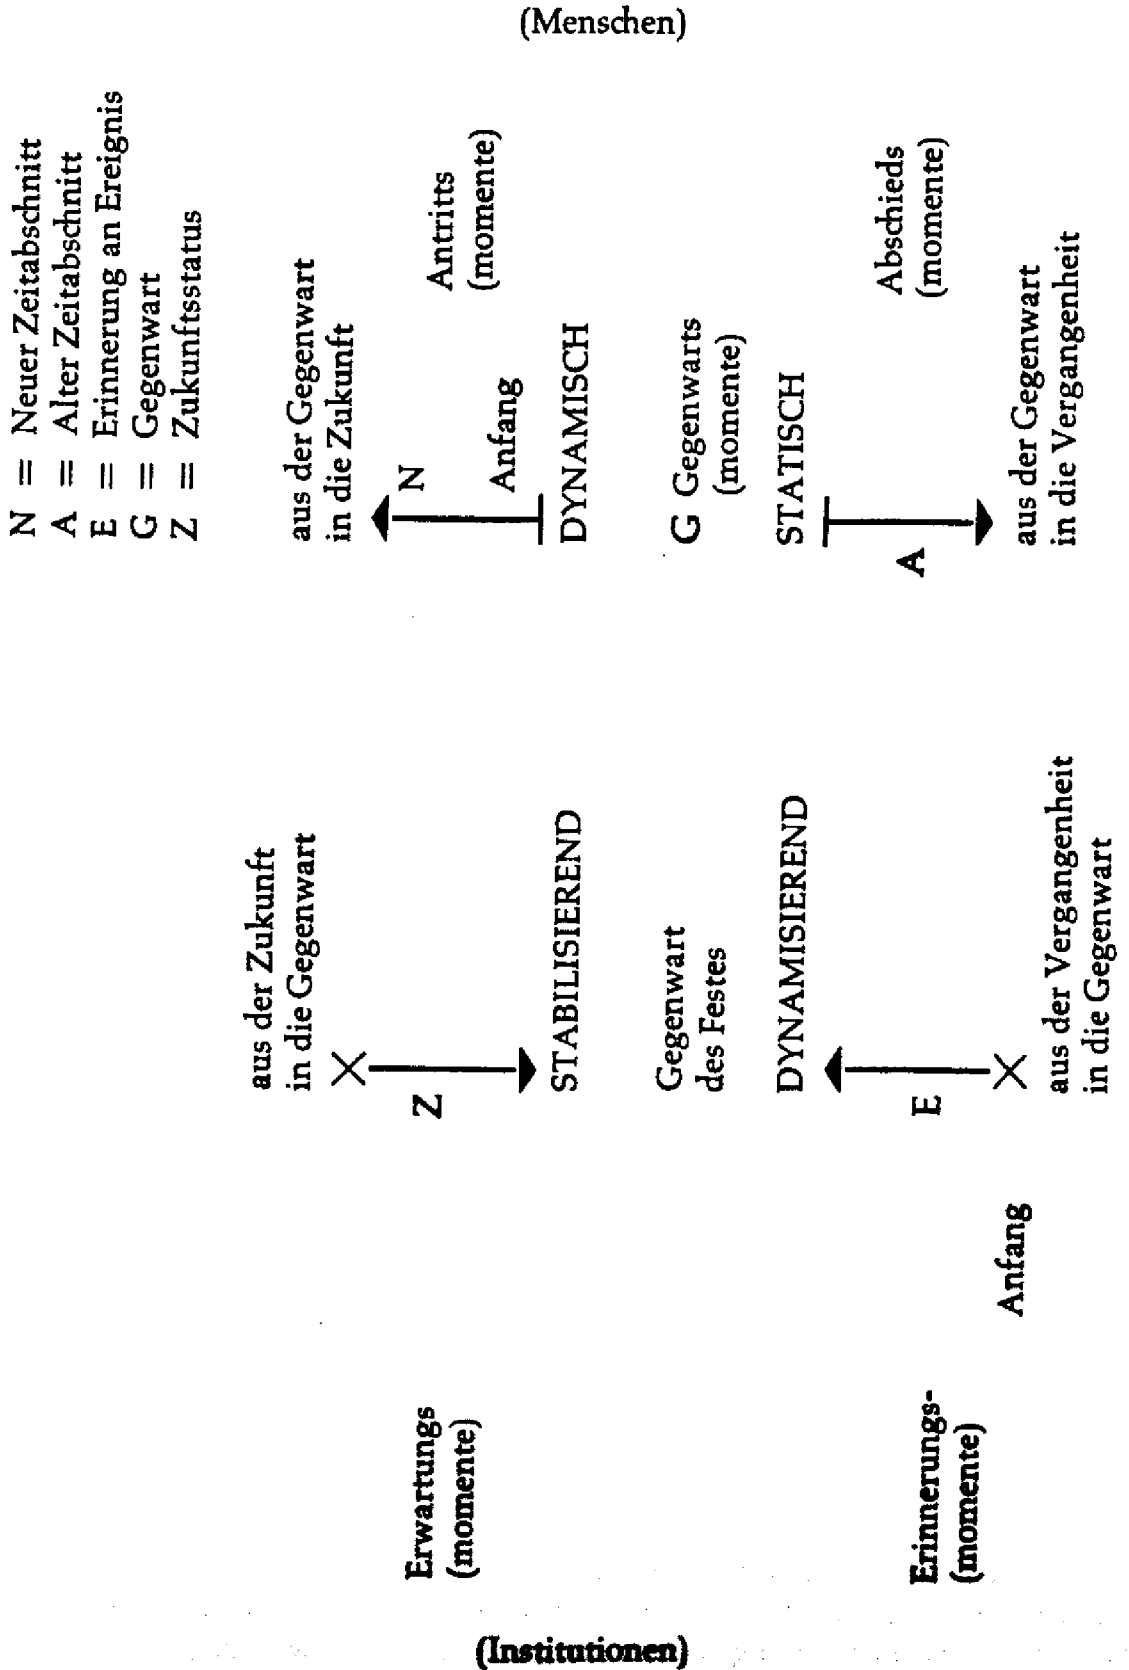 (Menschen)
N = Neuer Zeitabschnitt
A = Alter Zeitabschnitt
E = Erinnerung an Ereignis
G = Gegenwart
Z = Zukunftsstatus
aus der Zukunft
in die Gegenwart
aus der Gegenwart
in die Zukunft
Erwartungs
(momente)
Z
N
Antritts
(momente)
Anfang
STABILISIEREND
DYNAMISCH
(Institutionen)
Gegenwart
des Festes
G Gegenwarts
(momente)
DYNAMISIEREND
STATISCH
Erinnerungs-
(momente)
E
A
Abschieds
(momente)
Anfang
aus der Vergangenheit
in die Gegenwart
aus der Gegenwart
in die Vergangenheit